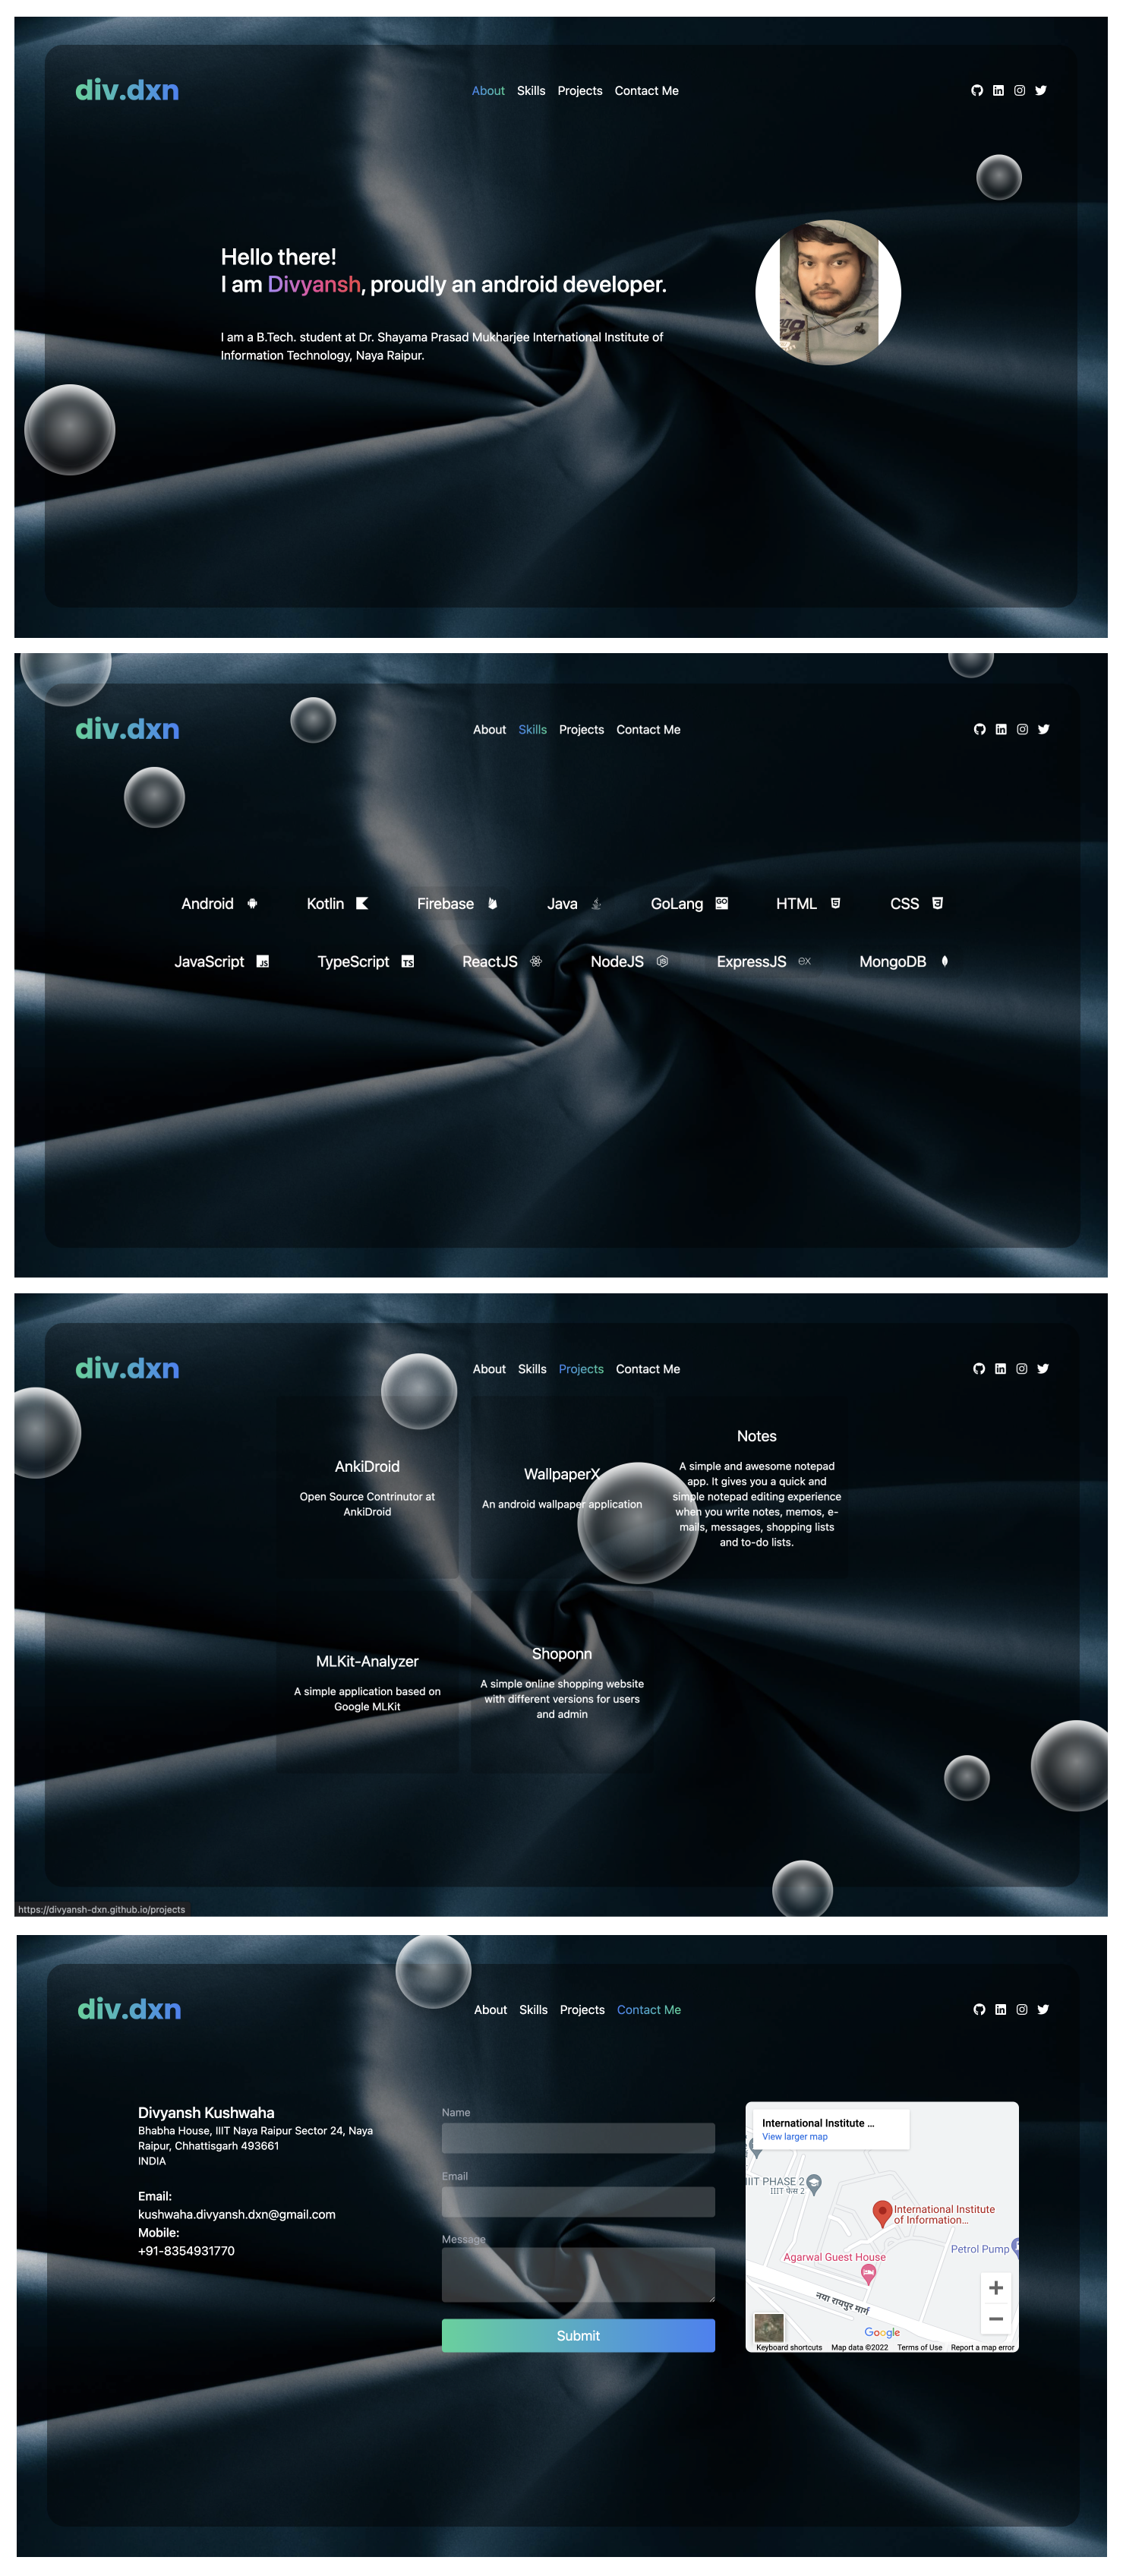 div.dxn
About Skills Projects Contact Me
Hello there!
I am Divyansh, proudly an android developer.
I am a B.Tech. student at Dr. Shayama Prasad Mukharjee International Institute of
Information Technology, Naya Raipur.
div.dxn
About Skills Projects Contact Me
Android Kotlin Firebase Java GoLang GO HTML CSS
JavaScript JS TypeScript TS ReactJS NodeJS ExpressJS ex MongoDB
div.dxn
About Skills Projects Contact Me
AnkiDroid
Open Source Contrinutor at
AnkiDroid
WallpaperX
An android wallpaper application
Notes
A simple and awesome notepad
app. It gives you a quick and
simple notepad editing experience
when you write notes, memos, e-
mails, messages, shopping lists
and to-do lists.
MLKit-Analyzer
A simple application based on
Google MLKit
Shoponn
A simple online shopping website
with different versions for users
and admin
https://divyansh-dxn.github.io/projects
div.dxn
About Skills Projects Contact Me
Divyansh Kushwaha
Bhabha House, IIIT Naya Raipur Sector 24, Naya
Raipur, Chhattisgarh 493661
INDIA
Email:
kushwaha.divyansh.dxn@gmail.com
Mobile:
+91-8354931770
Name
Email
Message
Submit
International Institute ...
View larger map
IIIT PHASE 2
IIIT फेस 2
International Institute
of Information...
Petrol Pump
Agarwal Guest House
नया रायपुर मार्ग
Google
Keyboard shortcuts Map data ©2022 Terms of Use Report a map error